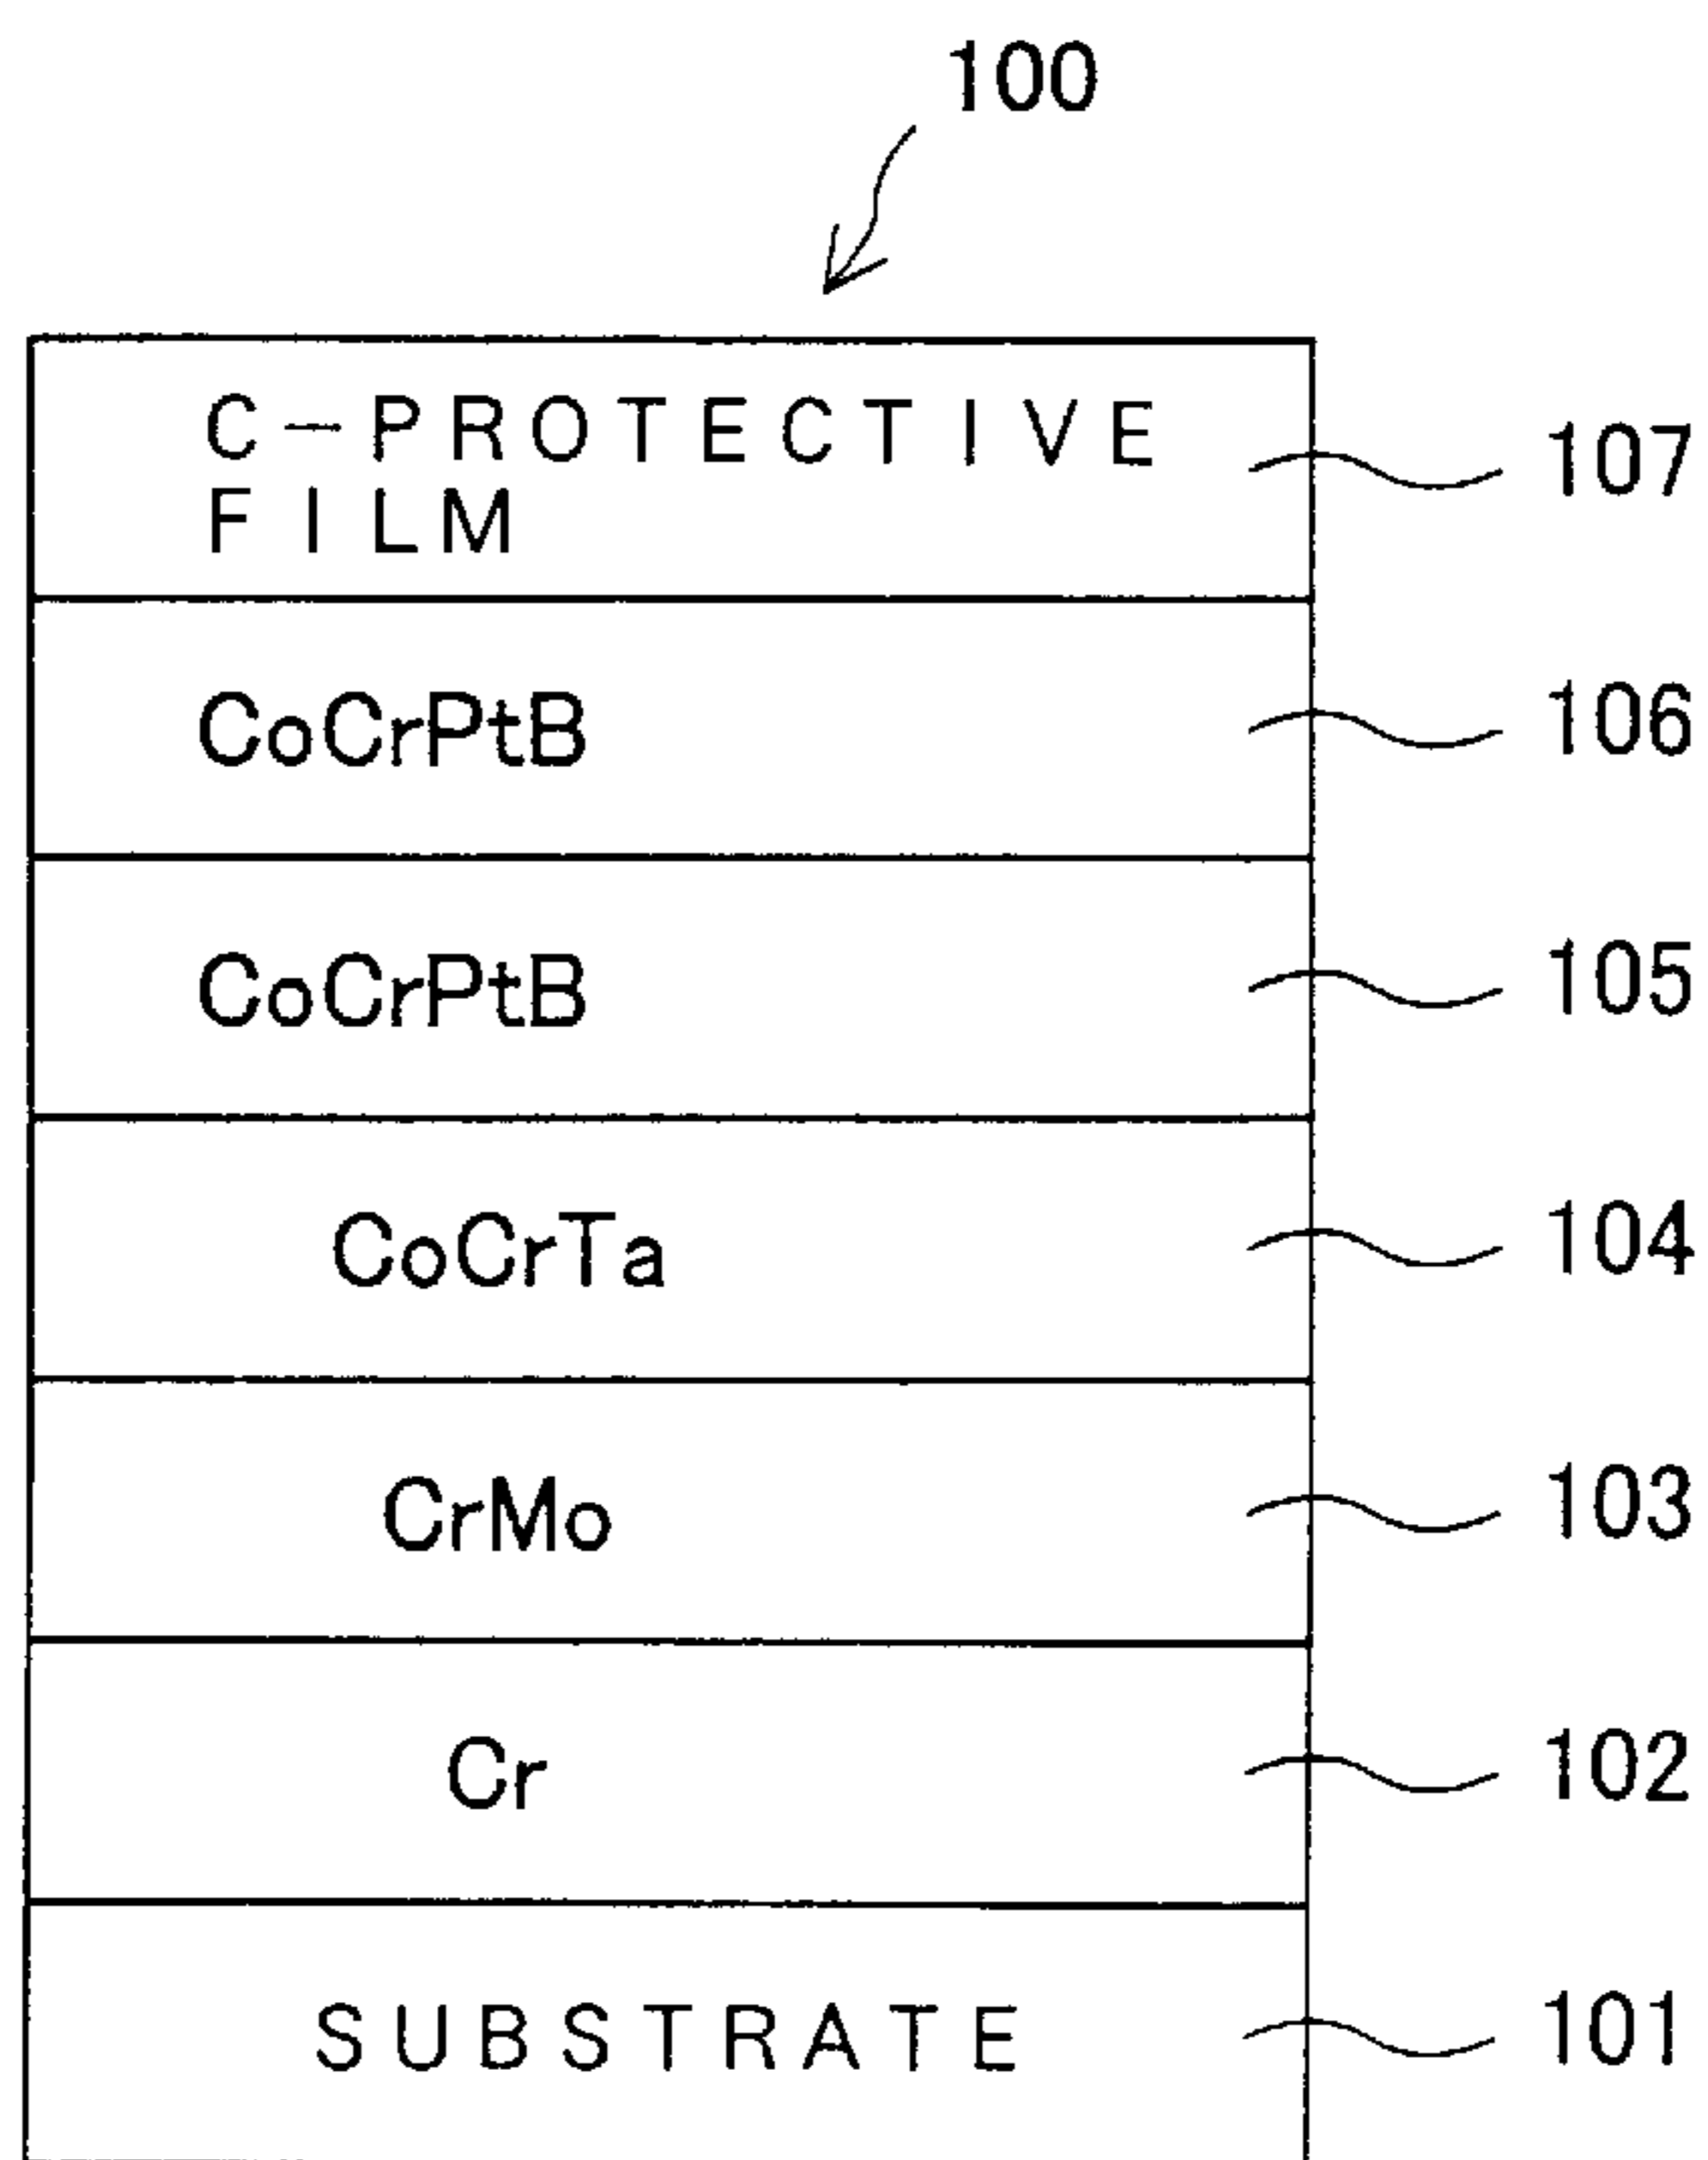 100
C-PROTECTIVE
FILM
107
CoCrPtB
106
CoCrPtB
105
CoCrTa
104
CrMo
103
Cr
102
SUBSTRATE
101